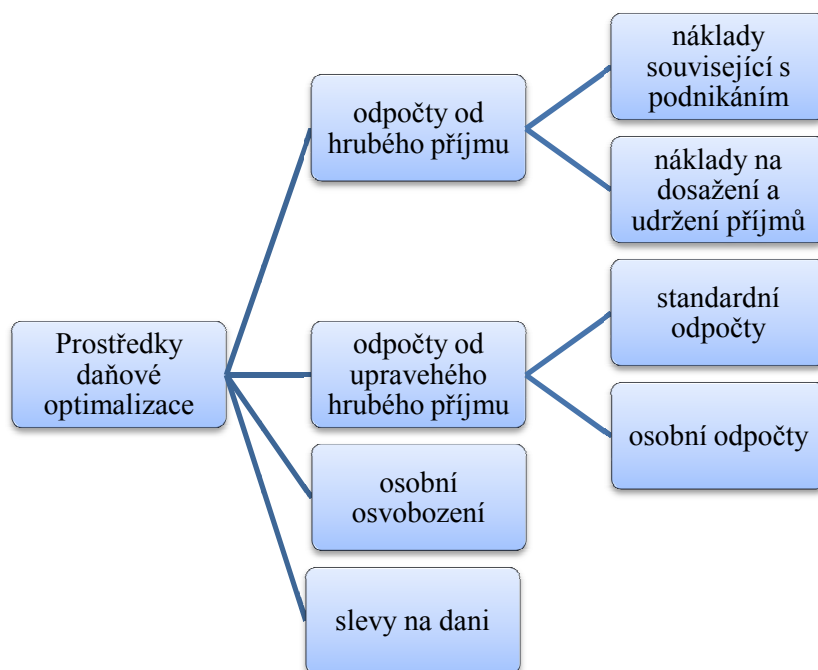 náklady
související s
podnikáním
odpočty od
hrubého příjmu
náklady na
dosažení a
udržení příjmů
standardní
odpočty
Prostředky
daňové
optimalizace
odpočty od
upravehého
hrubého příjmu
osobní odpočty
osobní
osvobození
slevy na dani